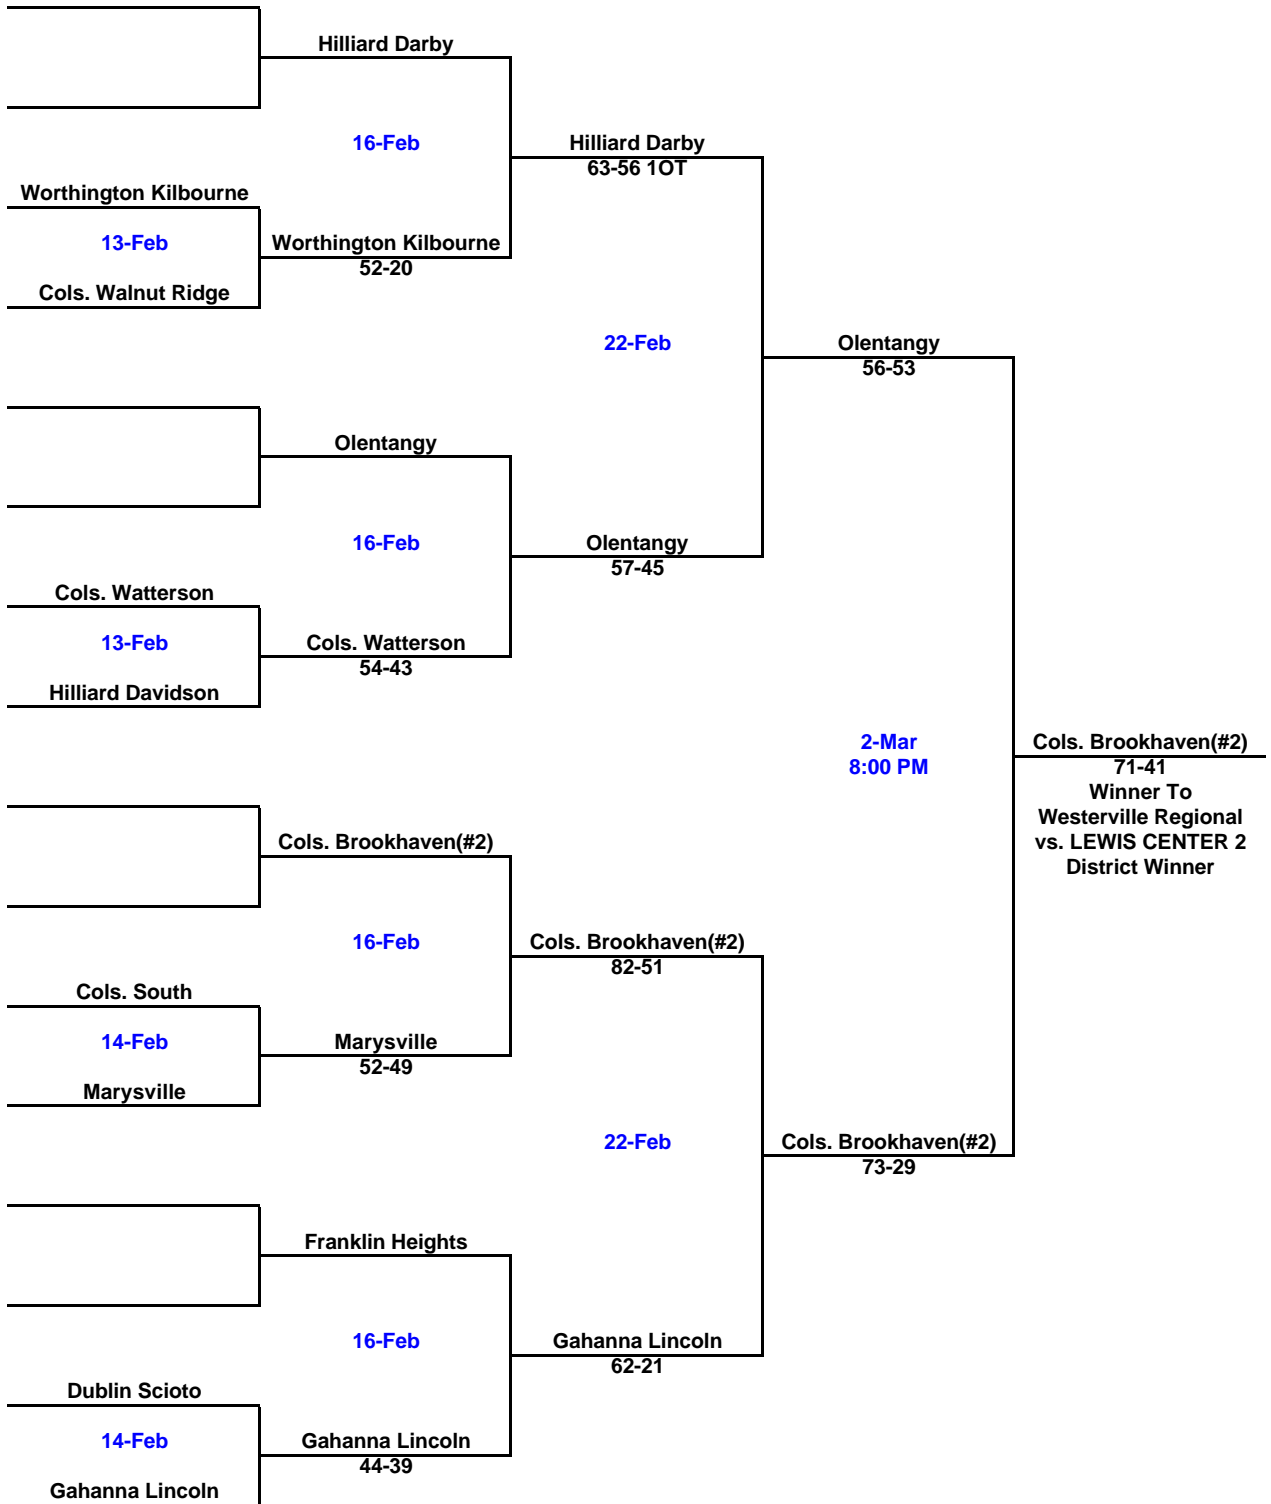 Hilliard Darby
16-Feb
Hilliard Darby
63-56 1OT
Worthington Kilbourne
13-Feb
Worthington Kilbourne
52-20
Cols. Walnut Ridge
22-Feb
Olentangy
56-53
Olentangy
16-Feb
Olentangy
57-45
Cols. Watterson
13-Feb
Cols. Watterson
54-43
Hilliard Davidson
2-Mar
8:00 PM
Cols. Brookhaven(#2)
71-41
Winner To
Westerville Regional
vs. LEWIS CENTER 2
District Winner
Cols. Brookhaven(#2)
16-Feb
Cols. Brookhaven(#2)
82-51
Cols. South
14-Feb
Marysville
52-49
Marysville
22-Feb
Cols. Brookhaven(#2)
73-29
Franklin Heights
16-Feb
Gahanna Lincoln
62-21
Dublin Scioto
14-Feb
Gahanna Lincoln
44-39
Gahanna Lincoln